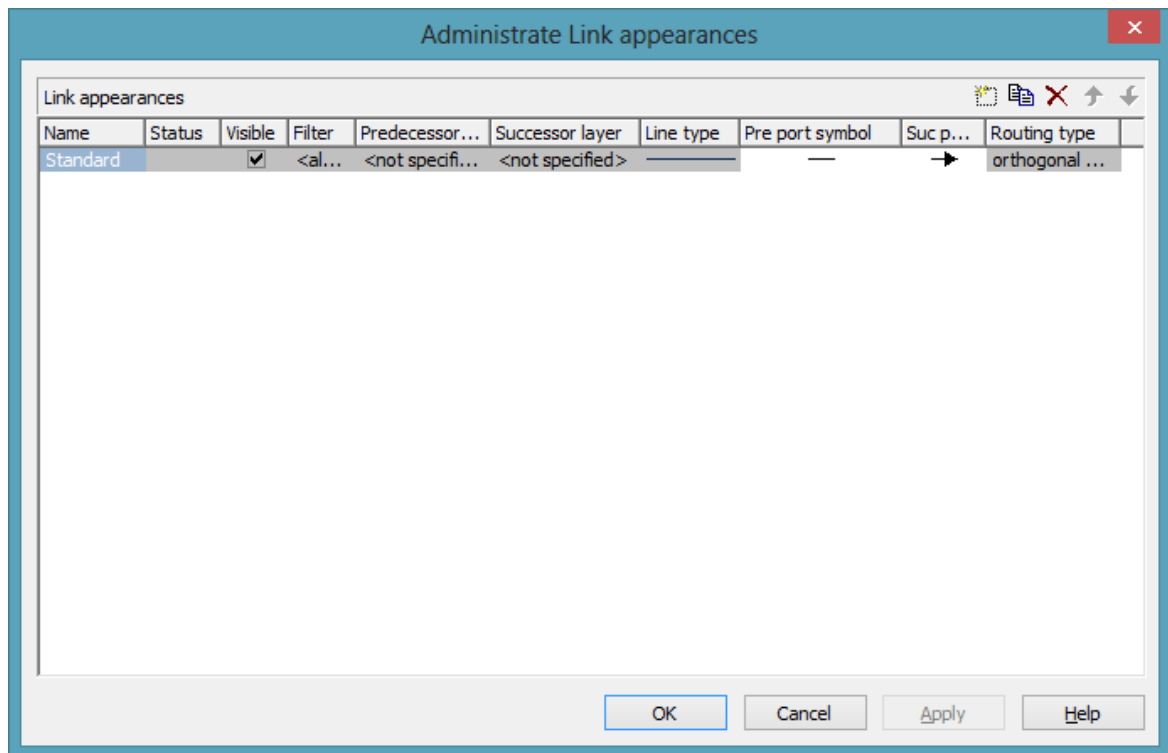 Administrate Link appearances
Link appearances
Name Status Visible Filter Predecessor... Successor layer Line type Pre port symbol Suc p... Routing type
Standard <al... <not specifi... <not specified> orthogonal ...
OK Cancel Apply Help